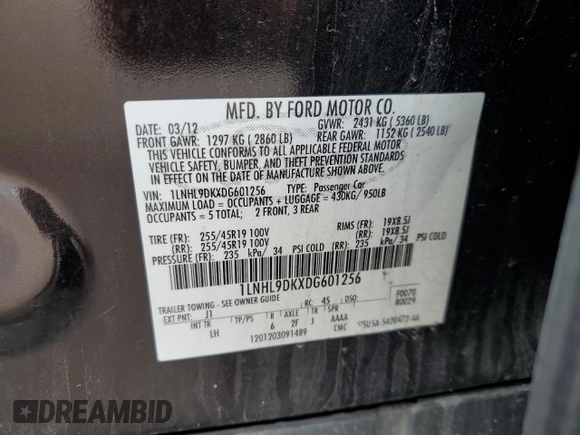 MFD. BY FORD MOTOR CO.
DATE: 03/12 GVWR: 2431 KG ( 5360 LB)
FRONT GAWR: 1297 KG ( 2860 LB) REAR GAWR: 1152 KG ( 2540 LB)
THIS VEHICLE CONFORMS TO ALL APPLICABLE FEDERAL MOTOR
VEHICLE SAFETY, BUMPER, AND THEFT PREVENTION STANDARDS
IN EFFECT ON THE DATE OF MANUFACTURE SHOWN ABOVE.
VIN: 1LNHL9DKXDG601256 TYPE: Passenger Car
MAXIMUM LOAD = OCCUPANTS + LUGGAGE = 430KG/ 950LB
OCCUPANTS = 5 TOTAL; 2 FRONT, 3 REAR
TIRE (FR): 255/45R19 100V RIMS (FR): 19X8.5J
(RR): 255/45R19 100V (RR): 19X8.5J
PRESSURE (FR): 235 kPa/ 34 PSI COLD (RR): 235 kPa/ 34 PSI COLD
1LNHL9DKXDG601256
TRAILER TOWING - SEE OWNER GUIDE RC: 45 DSO: F0070
EXT PNT: J1 R0029
INT TR TP/PS R AXLE TR SPR
LH 6 2F J AAAJJ
1201203091489 CMC
DREAMBID